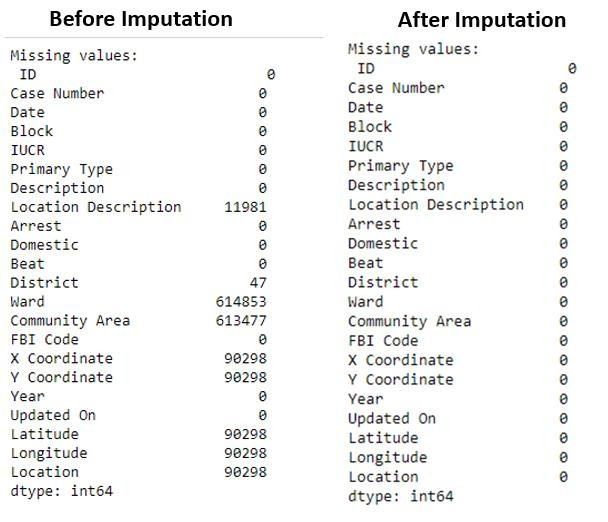 Before Imputation
Missing values:
ID 0
Case Number 0
Date 0
Block 0
IUCR 0
Primary Type 0
Description 0
Location Description 11981
Arrest 0
Domestic 0
Beat 0
District 47
Ward 614853
Community Area 613477
FBI Code 0
X Coordinate 90298
Y Coordinate 90298
Year 0
Updated On 0
Latitude 90298
Longitude 90298
Location 90298
dtype: int64
After Imputation
Missing values:
ID 0
Case Number 0
Date 0
Block 0
IUCR 0
Primary Type 0
Description 0
Location Description 0
Arrest 0
Domestic 0
Beat 0
District 0
Ward 0
Community Area 0
FBI Code 0
X Coordinate 0
Y Coordinate 0
Year 0
Updated On 0
Latitude 0
Longitude 0
Location 0
dtype: int64